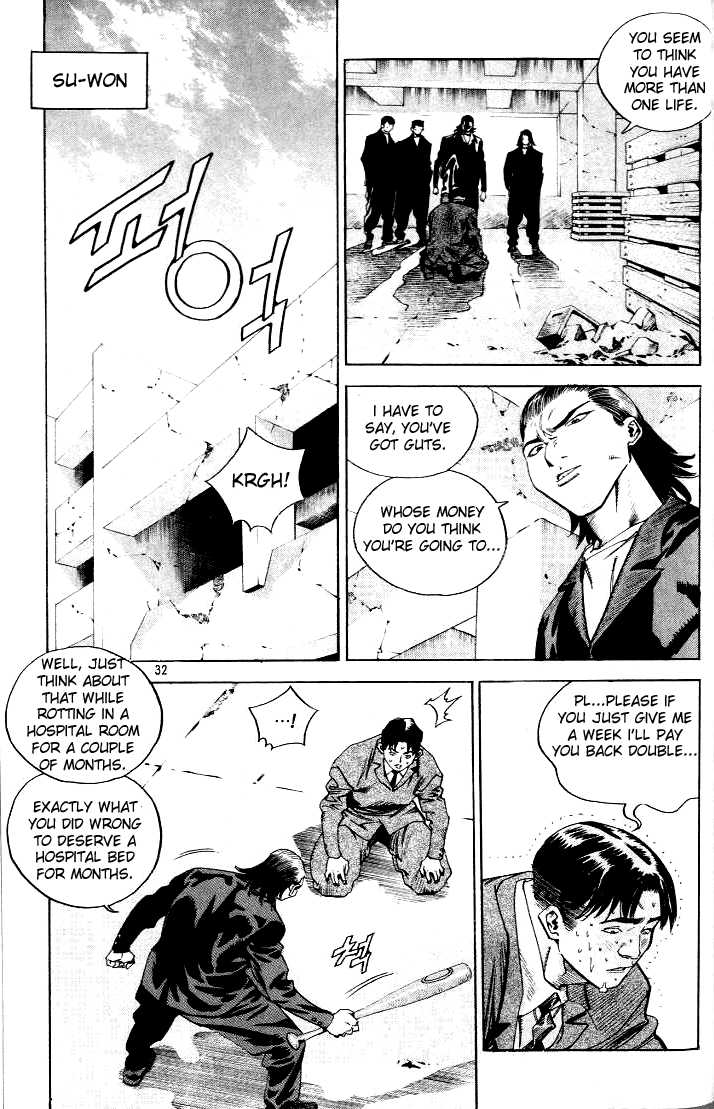 SU-WON
퍼억
KRGH!
YOU SEEM
TO THINK
YOU HAVE
MORE THAN
ONE LIFE.
I HAVE TO
SAY, YOU'VE
GOT GUTS.
WHOSE MONEY
DO YOU THINK
YOU'RE GOING TO...
32
WELL, JUST
THINK ABOUT
THAT WHILE
ROTTING IN A
HOSPITAL ROOM
FOR A COUPLE
OF MONTHS.
EXACTLY WHAT
YOU DID WRONG
TO DESERVE A
HOSPITAL BED
FOR MONTHS.
...!
척
PL...PLEASE IF
YOU JUST GIVE ME
A WEEK I'LL PAY
YOU BACK DOUBLE...